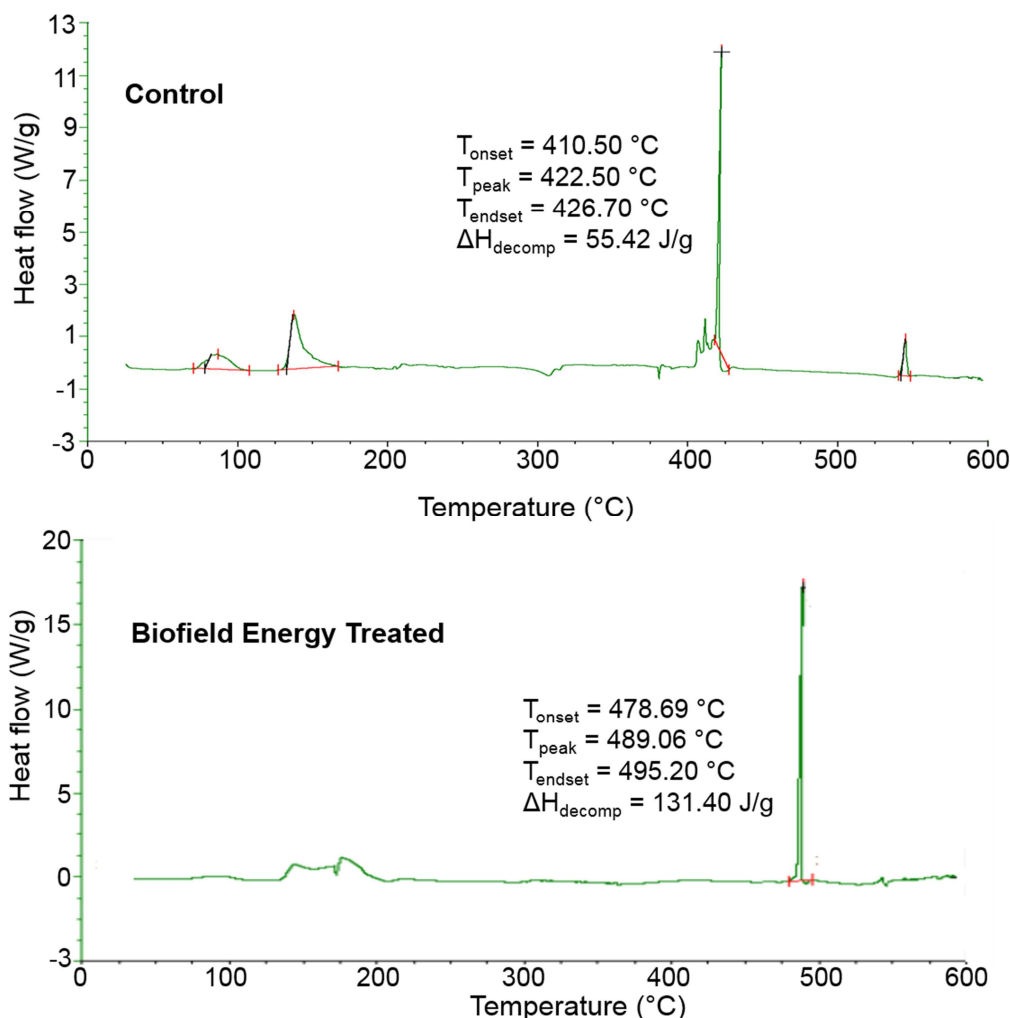 13
11
9
7
5
3
1
-1
-3
Heat flow (W/g)
Control
Tonset = 410.50 °C
Tpeak = 422.50 °C
Tendset = 426.70 °C
ΔHdecomp = 55.42 J/g
0 100 200 300 400 500 600
Temperature (°C)
20
15
10
5
0
-3
Heat flow (W/g)
Biofield Energy Treated
Tonset = 478.69 °C
Tpeak = 489.06 °C
Tendset = 495.20 °C
ΔHdecomp = 131.40 J/g
0 100 200 300 400 500 600
Temperature (°C)